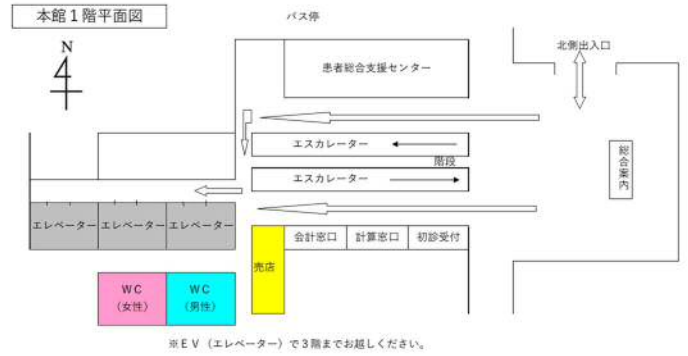 本館１階平面図
バス停
N
北側出入口
患者総合支援センター
エスカレーター
階段
エスカレーター
総合案内
エレベーター
エレベーター
エレベーター
会計窓口
計算窓口
初診受付
売店
ＷＣ
（女性）
ＷＣ
（男性）
※ＥＶ（エレベーター）で３階までお越しください。